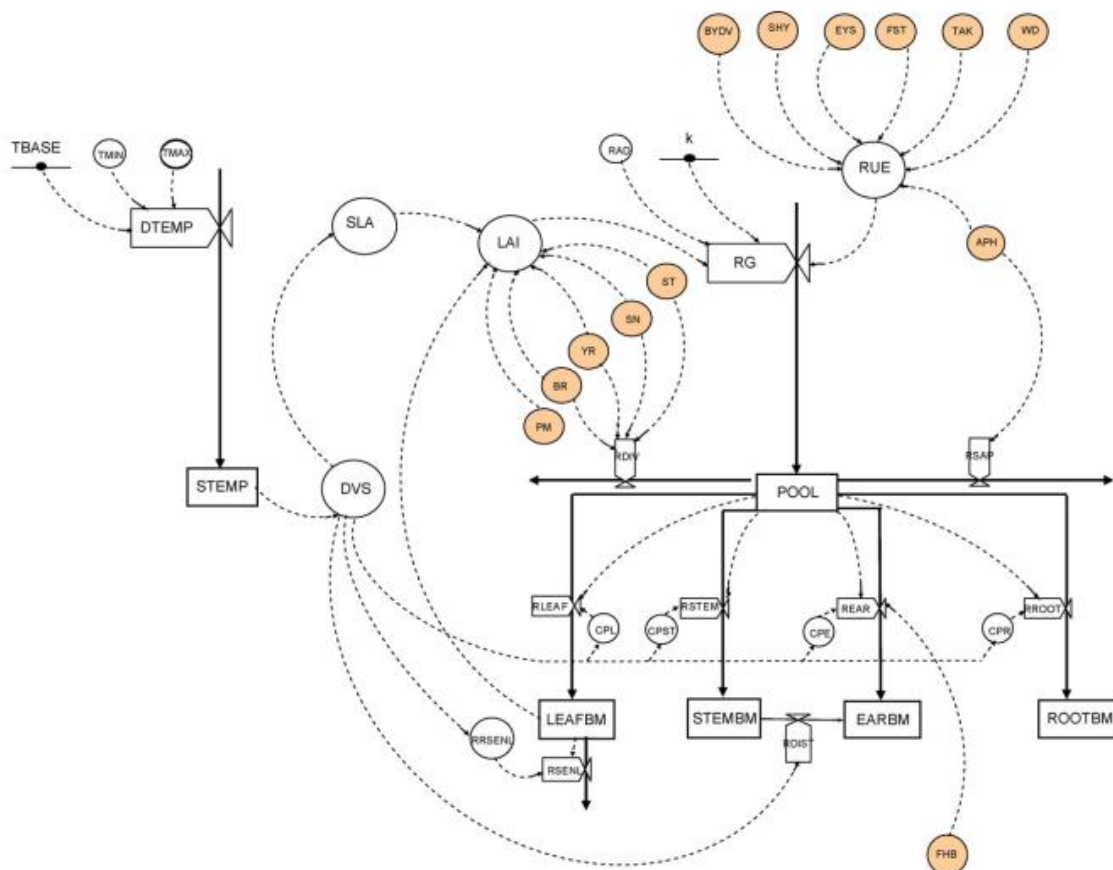 BYDV
SHY
EYS
FST
TAK
WD
TBASE
TMIN
TMAX
RAD
k
RUE
DTEMP
SLA
LAI
RG
APH
ST
SN
YR
BR
PM
RDIV
RSAP
STEMP
DVS
POOL
RLEAF
RSTEM
REAR
RROOT
CPL
CPST
CPE
CPR
LEAFBM
STEMBM
EARBM
ROOTBM
RRSENL
RSENL
RDIST
FHB